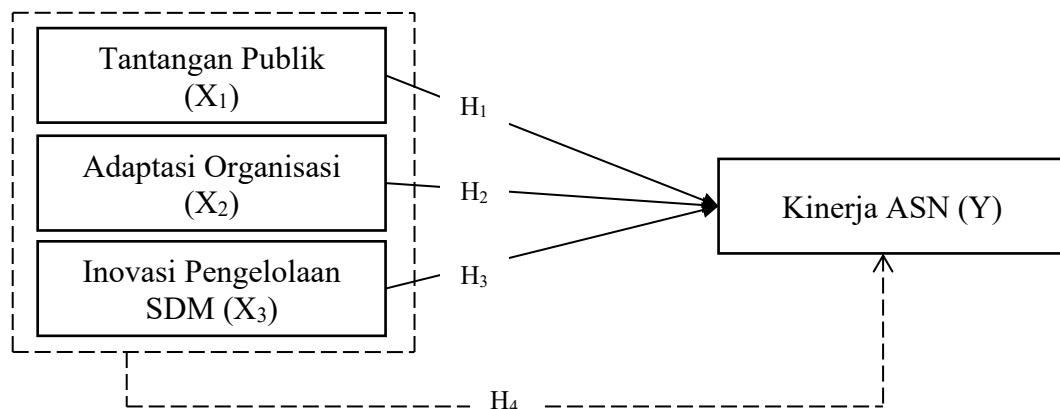 Tantangan Publik
(X₁)
H₁
Adaptasi Organisasi
(X₂)
H₂
Kinerja ASN (Y)
Inovasi Pengelolaan
SDM (X₃)
H₃
H₄